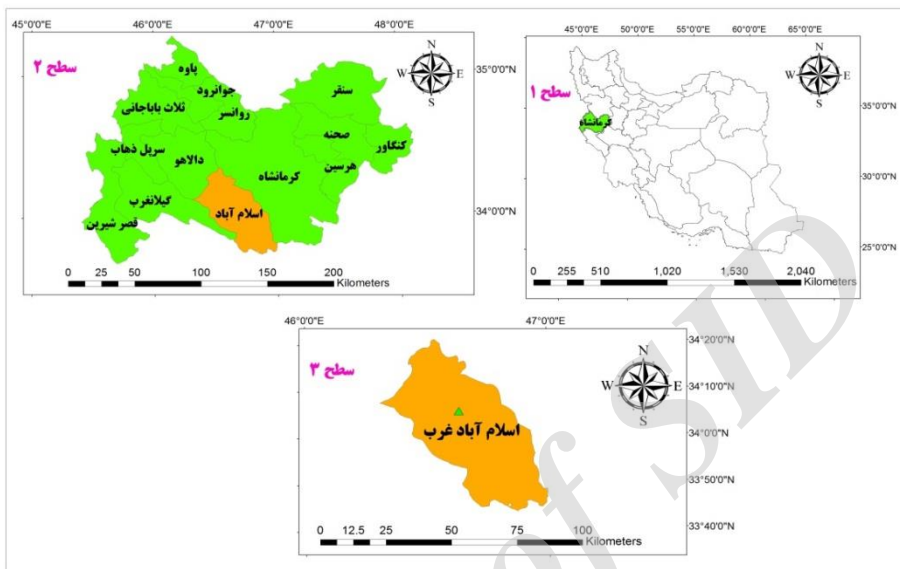 45°0'0"E 46°0'0"E 47°0'0"E 48°0'0"E
سطح ۲
N
W E
S
35°0'0"N
34°0'0"N
پاوه
جوانرود
روانسر
ثلاث باباجانی
سنقر
صحنه
کنگاور
هرسین
سرپل ذهاب
دالاهو
کرمانشاه
گیلانغرب
اسلام آباد
قصر شیرین
0 25 50 100 150 200
Kilometers
45°0'0"E 50°0'0"E 55°0'0"E 60°0'0"E 65°0'0"E
سطح ۱
N
W E
S
کرمانشاه
35°0'0"N
30°0'0"N
25°0'0"N
0 255 510 1,020 1,530 2,040
Kilometers
46°0'0"E 47°0'0"E
سطح ۳
N
W E
S
34°20'0"N
34°10'0"N
34°0'0"N
33°50'0"N
33°40'0"N
اسلام آباد غرب
0 12.5 25 50 75 100
Kilometers
of SID